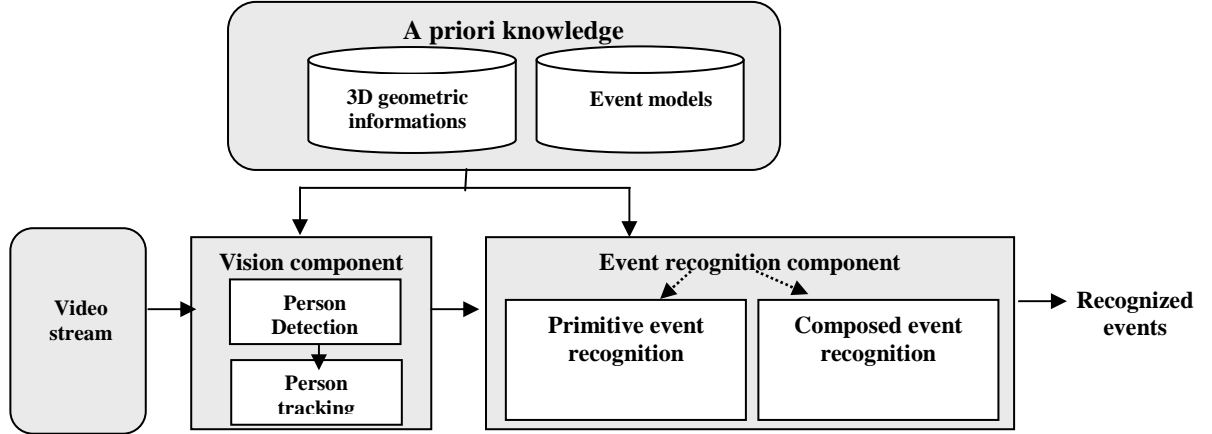 A priori knowledge
3D geometric
informations
Event models
Video
stream
Vision component
Person
Detection
Person
tracking
Event recognition component
Primitive event
recognition
Composed event
recognition
Recognized
events